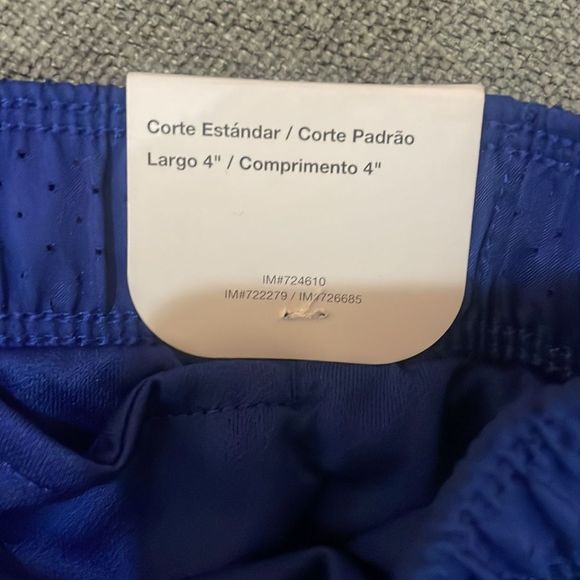 Corte Estándar / Corte Padrão
Largo 4" / Comprimento 4"
IM#724610
IM#722279 / IM#726685